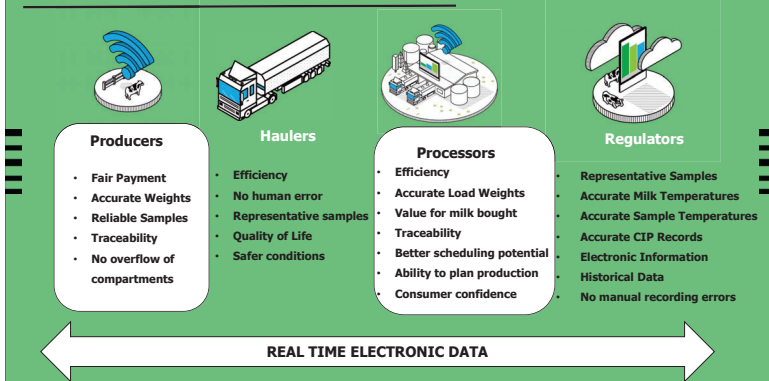 Producers
• Fair Payment
• Accurate Weights
• Reliable Samples
• Traceability
• No overflow of
compartments
Haulers
• Efficiency
• No human error
• Representative samples
• Quality of Life
• Safer conditions
Processors
• Efficiency
• Accurate Load Weights
• Value for milk bought
• Traceability
• Better scheduling potential
• Ability to plan production
• Consumer confidence
Regulators
• Representative Samples
• Accurate Milk Temperatures
• Accurate Sample Temperatures
• Accurate CIP Records
• Electronic Information
• Historical Data
• No manual recording errors
REAL TIME ELECTRONIC DATA